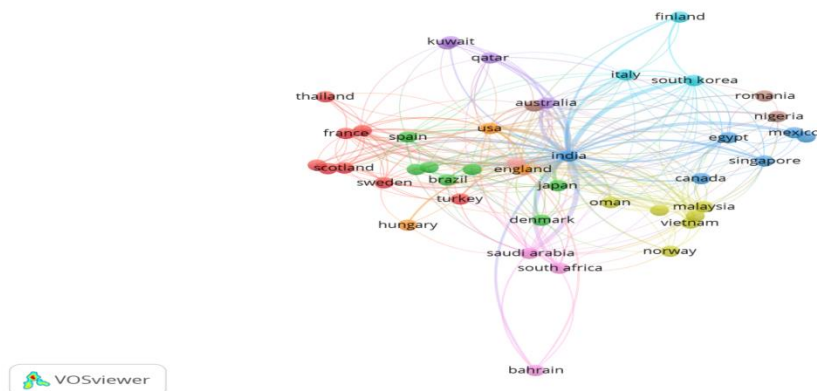 finland
kuwait
qatar
italy
south korea
thailand
australia
romania
nigeria
france
spain
usa
egypt
mexico
india
singapore
scotland
england
canada
sweden
brazil
japan
turkey
oman
malaysia
hungary
denmark
vietnam
saudi arabia
norway
south africa
bahrain
VOSviewer